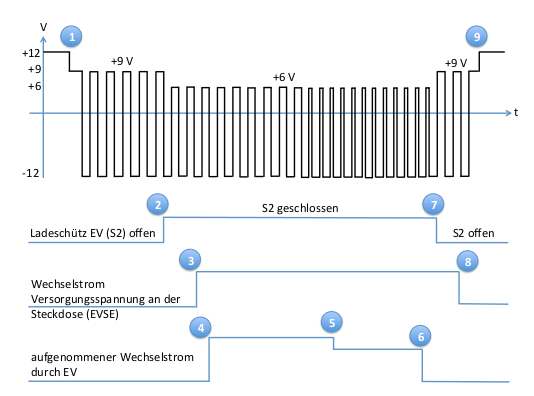 V
1
9
+12
+9 V
+9 V
+9
+6 V
+6
t
-12
2
7
S2 geschlossen
Ladeschütz EV (S2) offen
S2 offen
3
8
Wechselstrom
Versorgungsspannung an der
Steckdose (EVSE)
4
5
6
aufgenommener Wechselstrom
durch EV